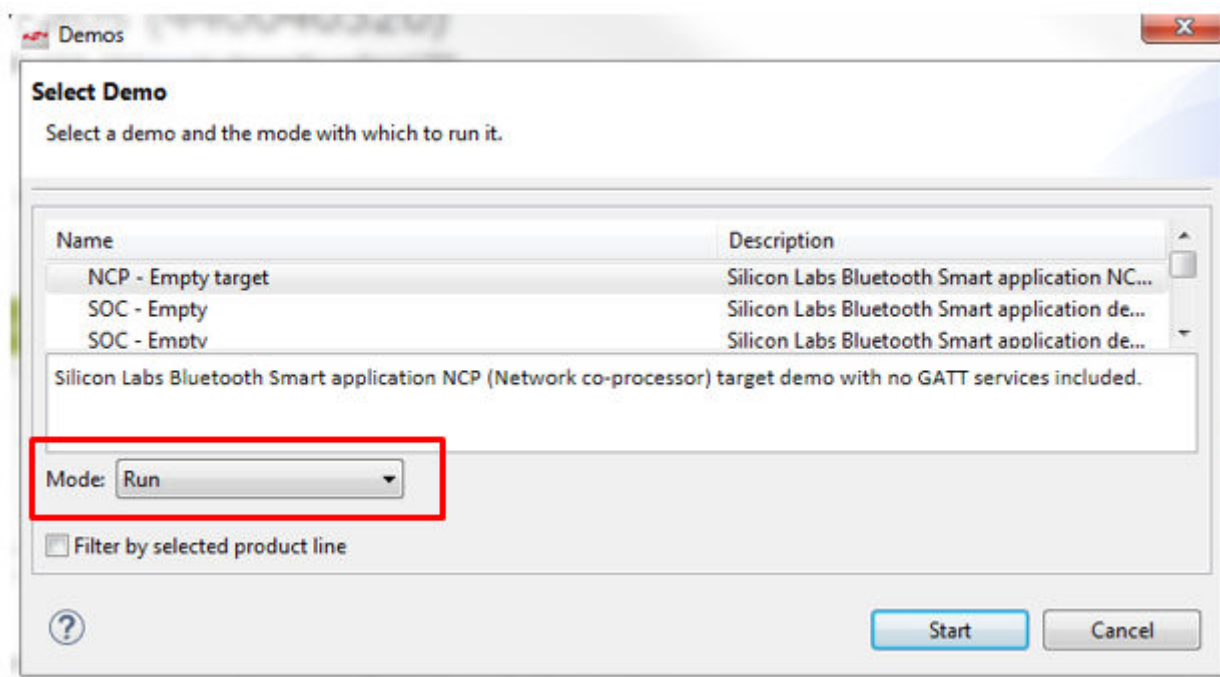 Demos
Select Demo
Select a demo and the mode with which to run it.
Name Description
NCP - Empty target Silicon Labs Bluetooth Smart application NC...
SOC - Empty Silicon Labs Bluetooth Smart application de...
SOC - Empty Silicon Labs Bluetooth Smart application de...
Silicon Labs Bluetooth Smart application NCP (Network co-processor) target demo with no GATT services included.
Mode: Run
Filter by selected product line
Start Cancel